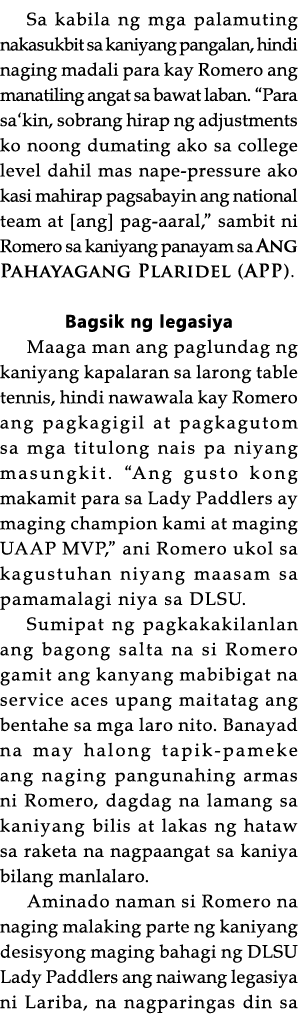 Sa kabila ng mga palamuting
nakasukbit sa kaniyang pangalan, hindi
naging madali para kay Romero ang
manatiling angat sa bawat laban. “Para
sa‘kin, sobrang hirap ng adjustments
ko noong dumating ako sa college
level dahil mas nape-pressure ako
kasi mahirap pagsabayin ang national
team at [ang] pag-aaral,” sambit ni
Romero sa kaniyang panayam sa ANG
PAHAYAGANG PLARIDEL (APP).
Bagsik ng legasiya
Maaga man ang paglundag ng
kaniyang kapalaran sa larong table
tennis, hindi nawawala kay Romero
ang pagkagigil at pagkagutom
sa mga titulong nais pa niyang
masungkit. “Ang gusto kong
makamit para sa Lady Paddlers ay
maging champion kami at maging
UAAP MVP,” ani Romero ukol sa
kagustuhan niyang maasam sa
pamamalagi niya sa DLSU.
Sumipat ng pagkakakilanlan
ang bagong salta na si Romero
gamit ang kanyang mabibigat na
service aces upang maitatag ang
bentahe sa mga laro nito. Banayad
na may halong tapik-pameke
ang naging pangunahing armas
ni Romero, dagdag na lamang sa
kaniyang bilis at lakas ng hataw
sa raketa na nagpaangat sa kaniya
bilang manlalaro.
Aminado naman si Romero na
naging malaking parte ng kaniyang
desisyong maging bahagi ng DLSU
Lady Paddlers ang naiwang legasiya
ni Lariba, na nagparingas din sa